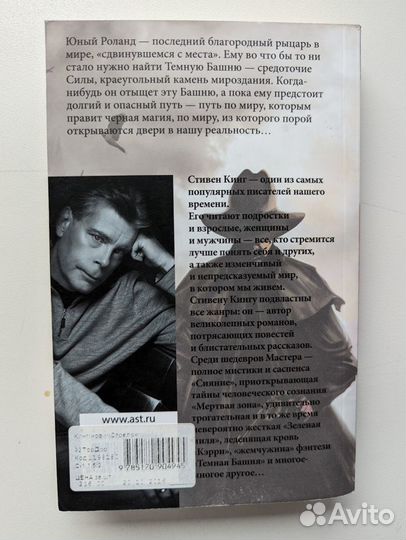 Юный Роланд — последний благородный рыцарь в
мире, «сдвинувшемся с места». Ему во что бы то ни
стало нужно найти Темную Башню — средоточие
Силы, краеугольный камень мироздания. Когда-
нибудь он отыщет эту Башню, а пока ему предстоит
долгий и опасный путь — путь по миру, которым
правит черная магия, по миру, из которого порой
открываются двери в нашу реальность…
Стивен Кинг — один из самых
популярных писателей нашего
времени.
Его читают подростки
и взрослые, женщины
и мужчины — все, кто стремится
лучше понять себя и других,
а также изменчивый
и непредсказуемый мир,
в котором мы живем.
Стивену Кингу подвластны
все жанры: он — автор
великолепных романов,
потрясающих повестей
и блистательных рассказов.
Среди шедевров Мастера —
полное мистики и саспенса
«Сияние», приоткрывающая
тайны человеческого сознания
«Мертвая зона», удивительно
трогательная и в то же время
невероятно жесткая «Зеленая
миля», леденящая кровь
«Кэрри», «жемчужина» фэнтези
«Темная Башня» и многое-
многое другое…
www.ast.ru
9 785170 904945
Avito